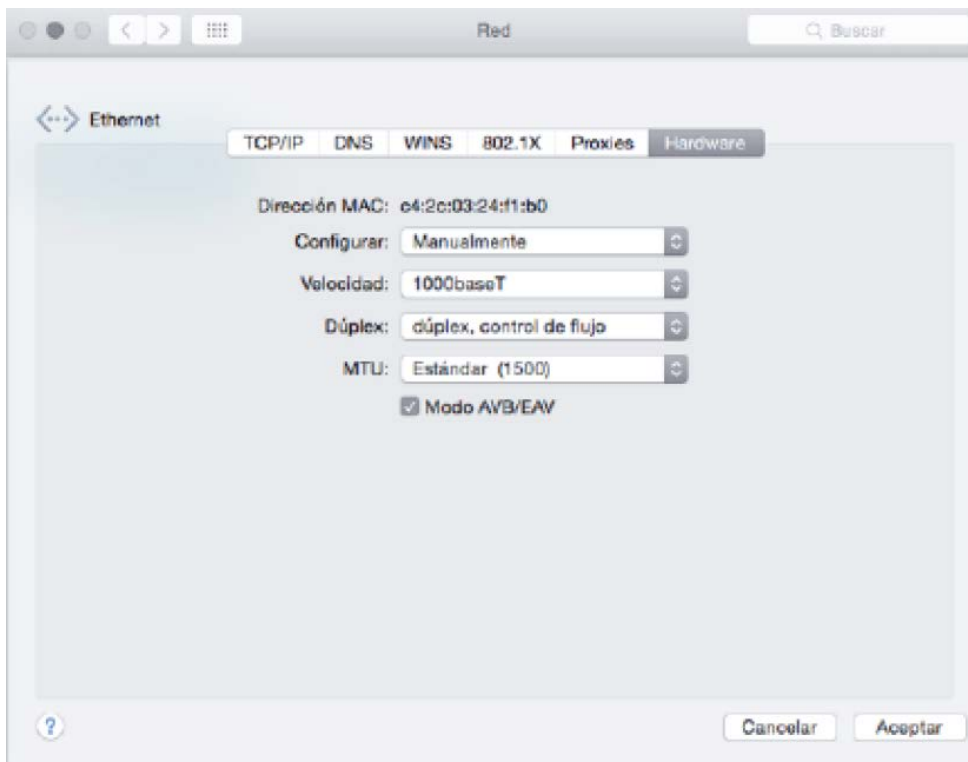 Red
Buscar
Ethernet
TCP/IP DNS WINS 802.1X Proxies Hardware
Dirección MAC: c4:2c:03:24:f1:b0
Configurar: Manualmente
Velocidad: 1000baseT
Dúplex: dúplex, control de flujo
MTU: Estándar (1500)
Modo AVB/EAV
? Cancelar Aceptar